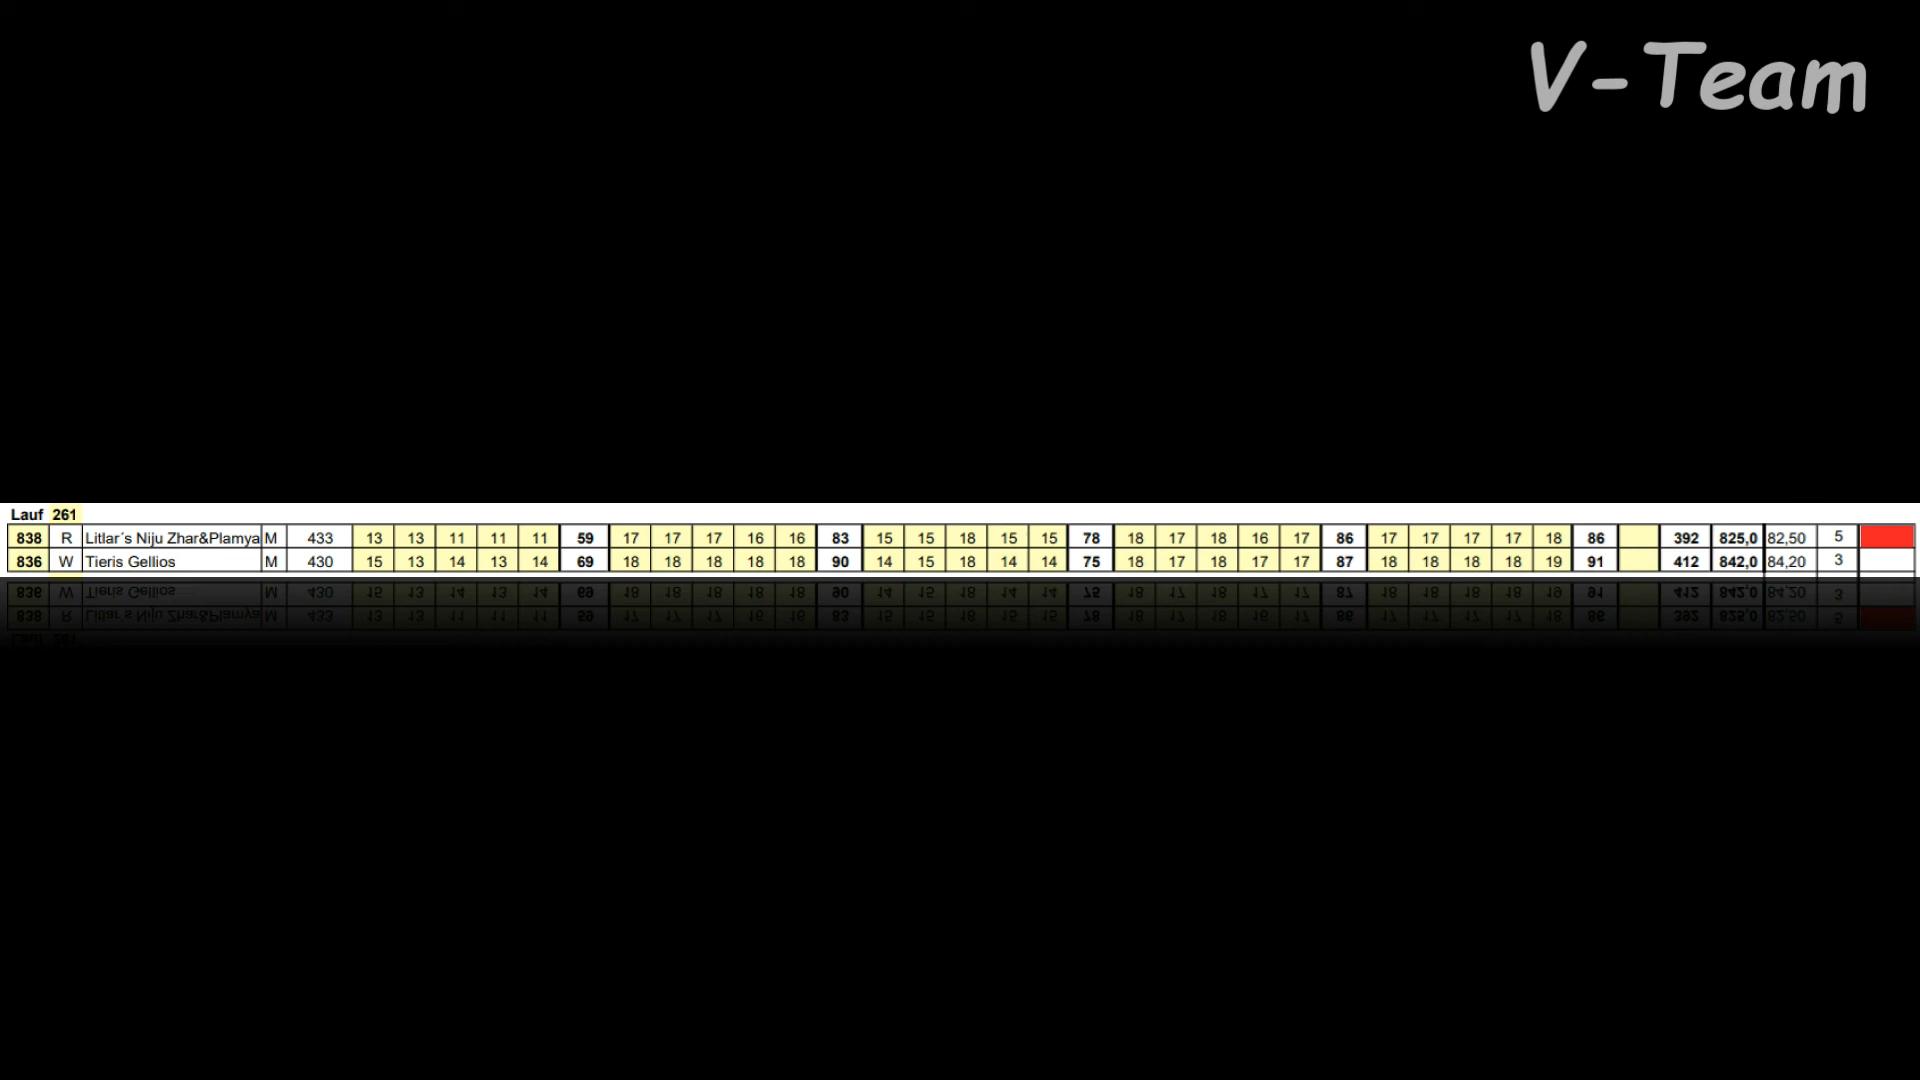 V-Team
Lauf 261
838 R Litlar´s Niju Zhar&Plamya M 433 13 13 11 11 11 59 17 17 17 16 16 83 15 15 18 15 15 78 18 17 18 16 17 86 17 17 17 17 18 86 392 825,0 82,50 5
836 W Tieris Gellios M 430 15 13 14 13 14 69 18 18 18 18 18 90 14 15 18 14 14 75 18 17 18 17 17 87 18 18 18 18 19 91 412 842,0 84,20 3